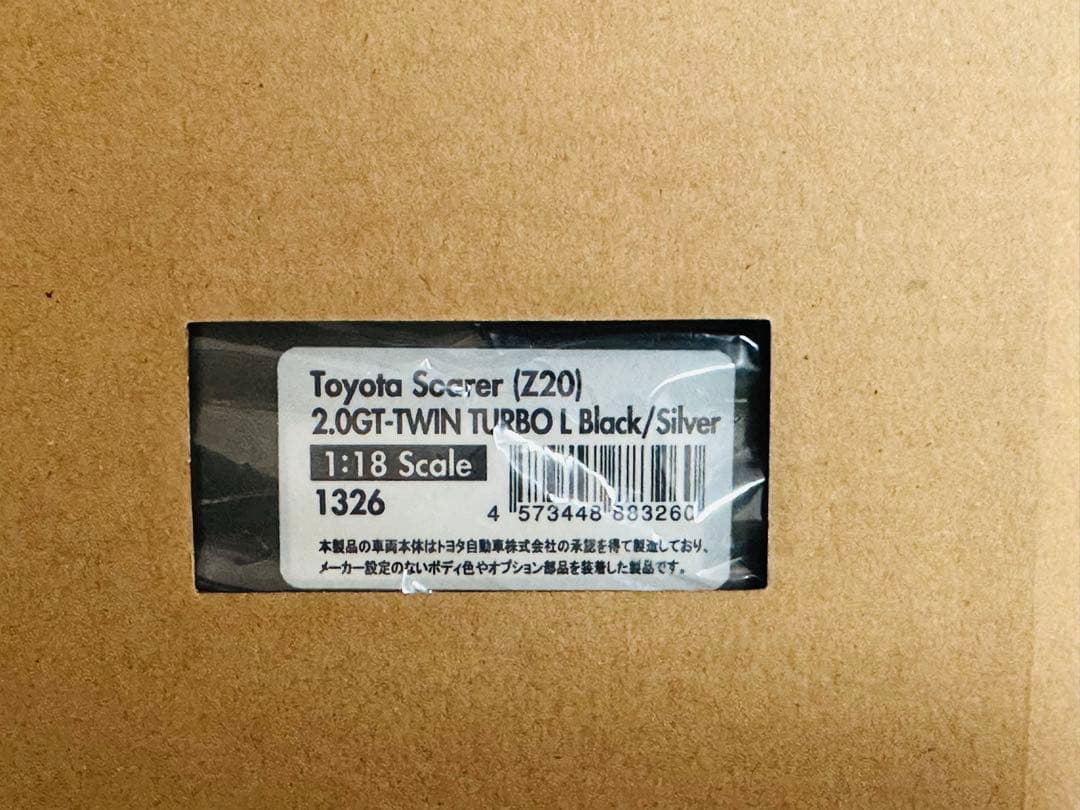 Toyota Soarer (Z20)
2.0GT-TWIN TURBO L Black/Silver
1:18 Scale
1326
4 573448 883260
本製品の車両本体はトヨタ自動車株式会社の承認を得て製造しており、
メーカー設定のないボディ色やオプション部品を装着した製品です。